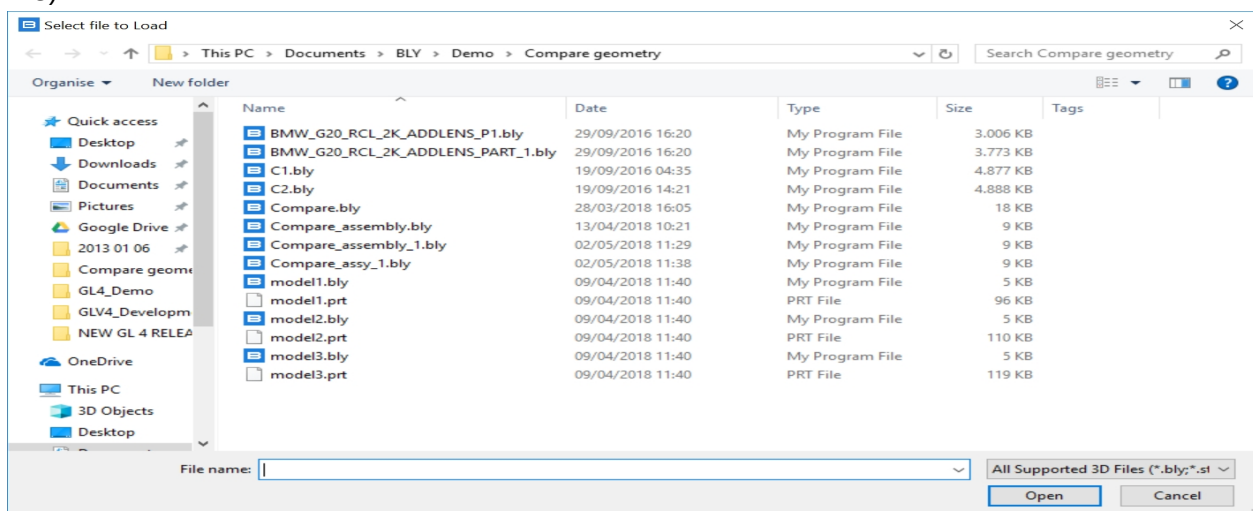 Select file to Load
This PC > Documents > BLY > Demo > Compare geometry
Search Compare geometry
Organise
New folder
Name Date Type Size Tags
Quick access
Desktop
Downloads
Documents
Pictures
Google Drive
2013 01 06
Compare geome
GL4_Demo
GLV4_Developm
NEW GL 4 RELEA
OneDrive
This PC
3D Objects
Desktop
BMW_G20_RCL_2K_ADDLENS_P1.bly 29/09/2016 16:20 My Program File 3.006 KB
BMW_G20_RCL_2K_ADDLENS_PART_1.bly 29/09/2016 16:20 My Program File 3.773 KB
C1.bly 19/09/2016 04:35 My Program File 4.877 KB
C2.bly 19/09/2016 14:21 My Program File 4.888 KB
Compare.bly 28/03/2018 16:05 My Program File 18 KB
Compare_assembly.bly 13/04/2018 10:21 My Program File 9 KB
Compare_assembly_1.bly 02/05/2018 11:29 My Program File 9 KB
Compare_assy_1.bly 02/05/2018 11:38 My Program File 9 KB
model1.bly 09/04/2018 11:40 My Program File 5 KB
model1.prt 09/04/2018 11:40 PRT File 96 KB
model2.bly 09/04/2018 11:40 My Program File 5 KB
model2.prt 09/04/2018 11:40 PRT File 110 KB
model3.bly 09/04/2018 11:40 My Program File 5 KB
model3.prt 09/04/2018 11:40 PRT File 119 KB
File name:
All Supported 3D Files (*.bly;*.st
Open
Cancel